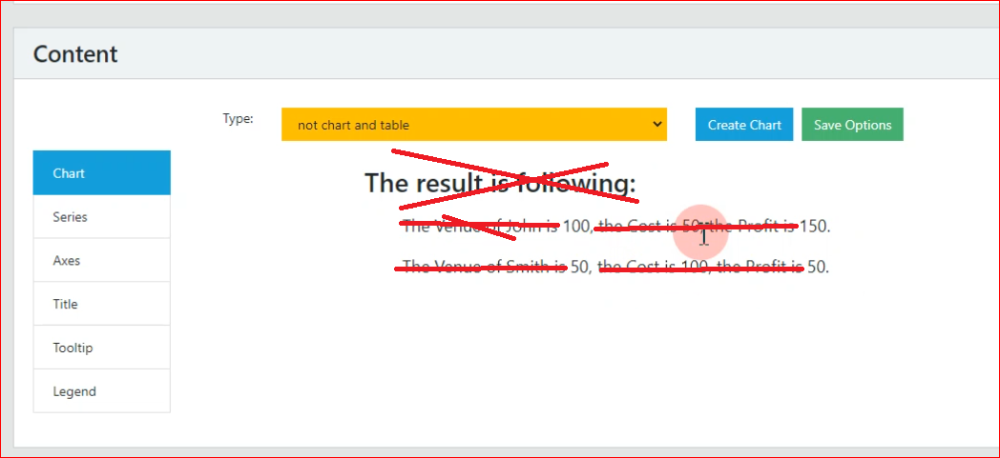 Content
Type:
not chart and table
Create Chart
Save Options
Chart
Series
Axes
Title
Tooltip
Legend
The result is following:
The Venue of John is 100, the Cost is 50, the Profit is 150.
The Venue of Smith is 50, the Cost is 100, the Profit is 50.